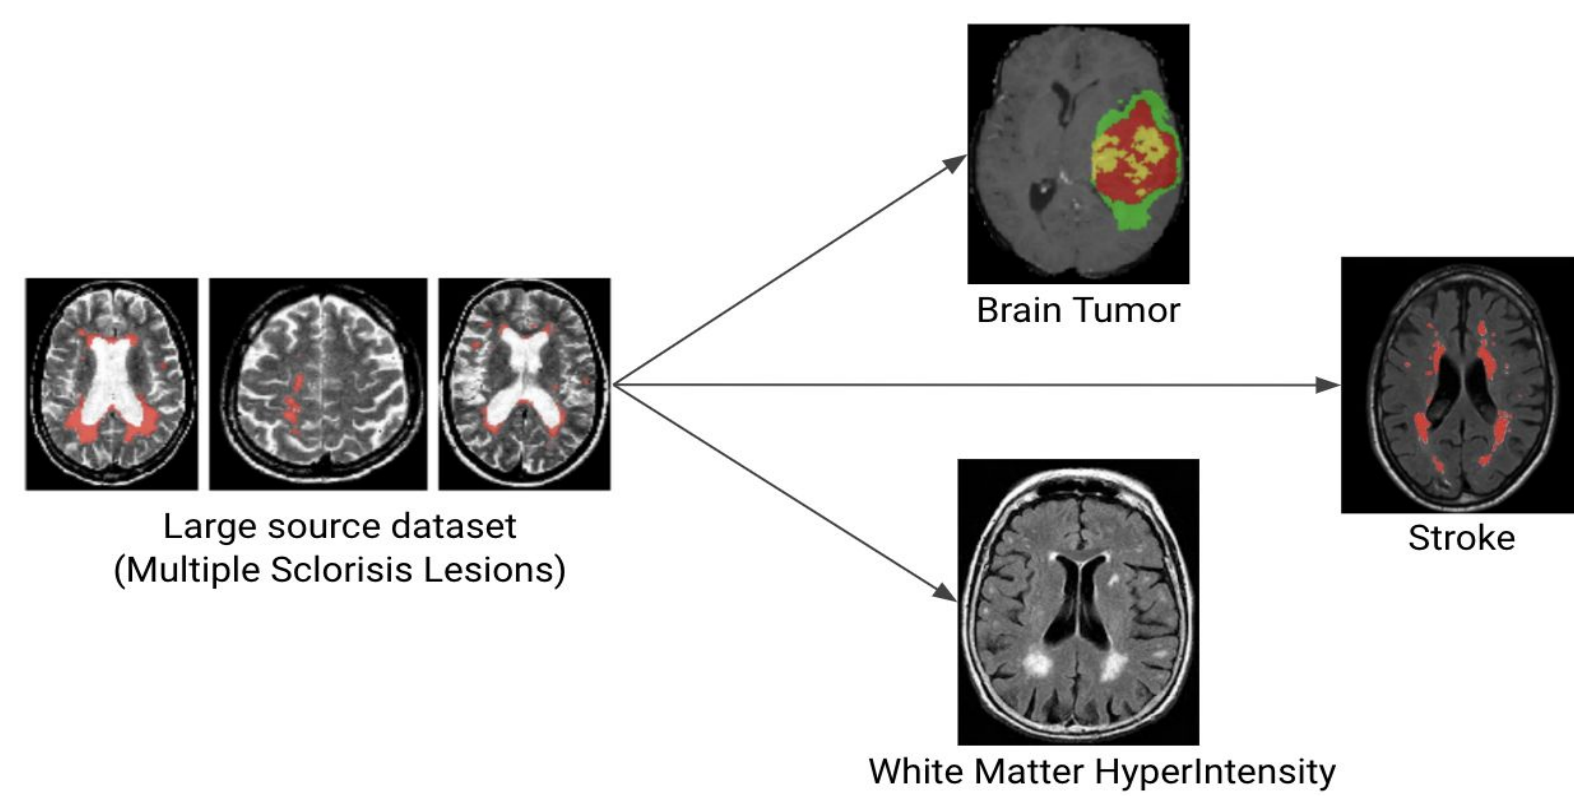 Large source dataset
(Multiple Sclorisis Lesions)
Brain Tumor
Stroke
White Matter HyperIntensity